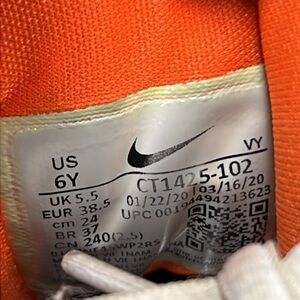 US
6Y
VY
UK 5.5
EUR 38.5
cm 24
BR 37
CN 240(2.5)
CT1425-102
01/22/20 03/16/20
UPC 00194494213623
VIETNAM